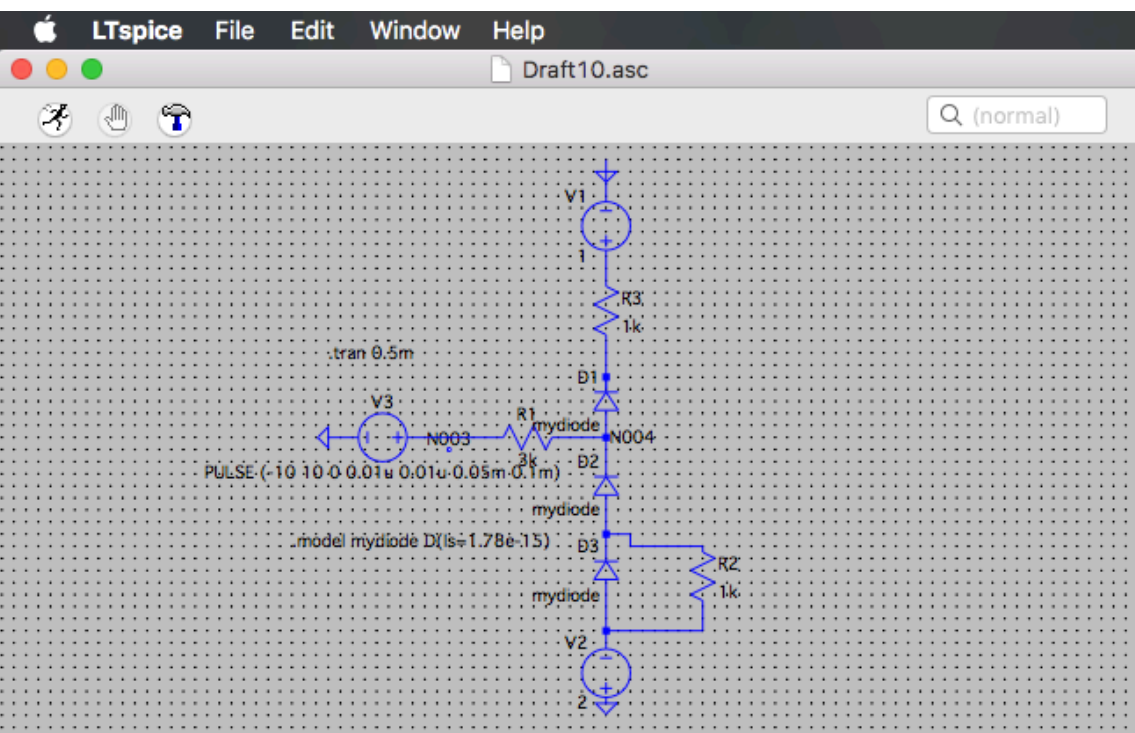 LTspice File Edit Window Help
Draft10.asc
(normal)
V1
1
R3
1k
.tran 0.5m
D1
V3
R1
mydiode
N003
N004
3k
D2
PULSE (-10 10 0 0.01u 0.01u 0.05m 0.1m)
mydiode
.model mydiode D(Is=1.78e-15)
D3
R2
1k
mydiode
V2
2